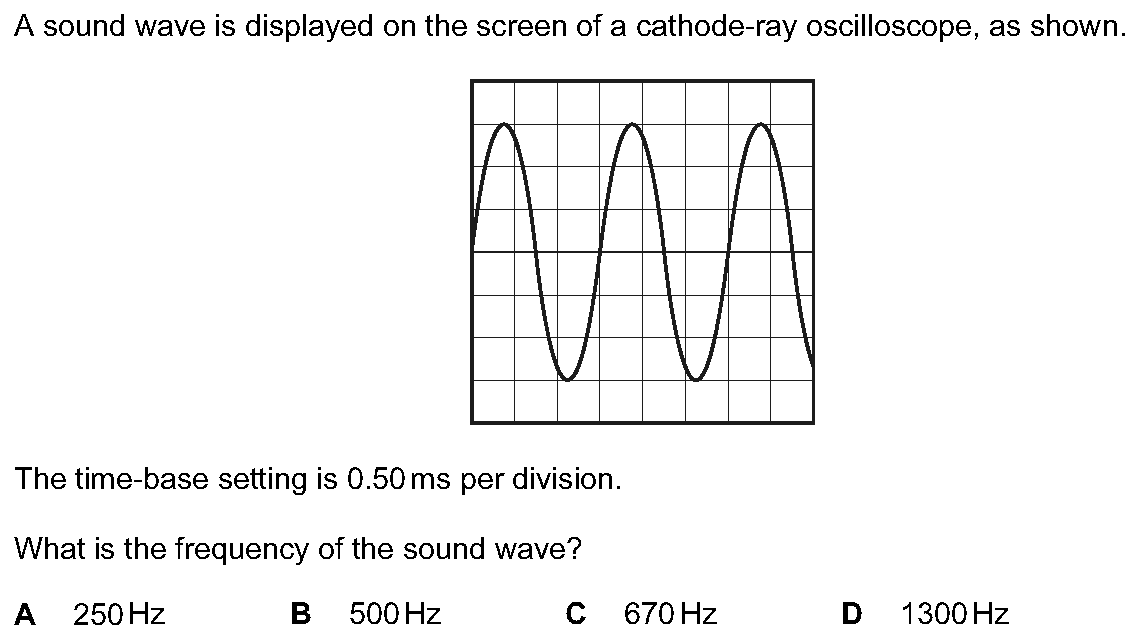 A sound wave is displayed on the screen of a cathode-ray oscilloscope, as shown.
The time-base setting is 0.50 ms per division.
What is the frequency of the sound wave?
A 250 Hz B 500 Hz C 670 Hz D 1300 Hz